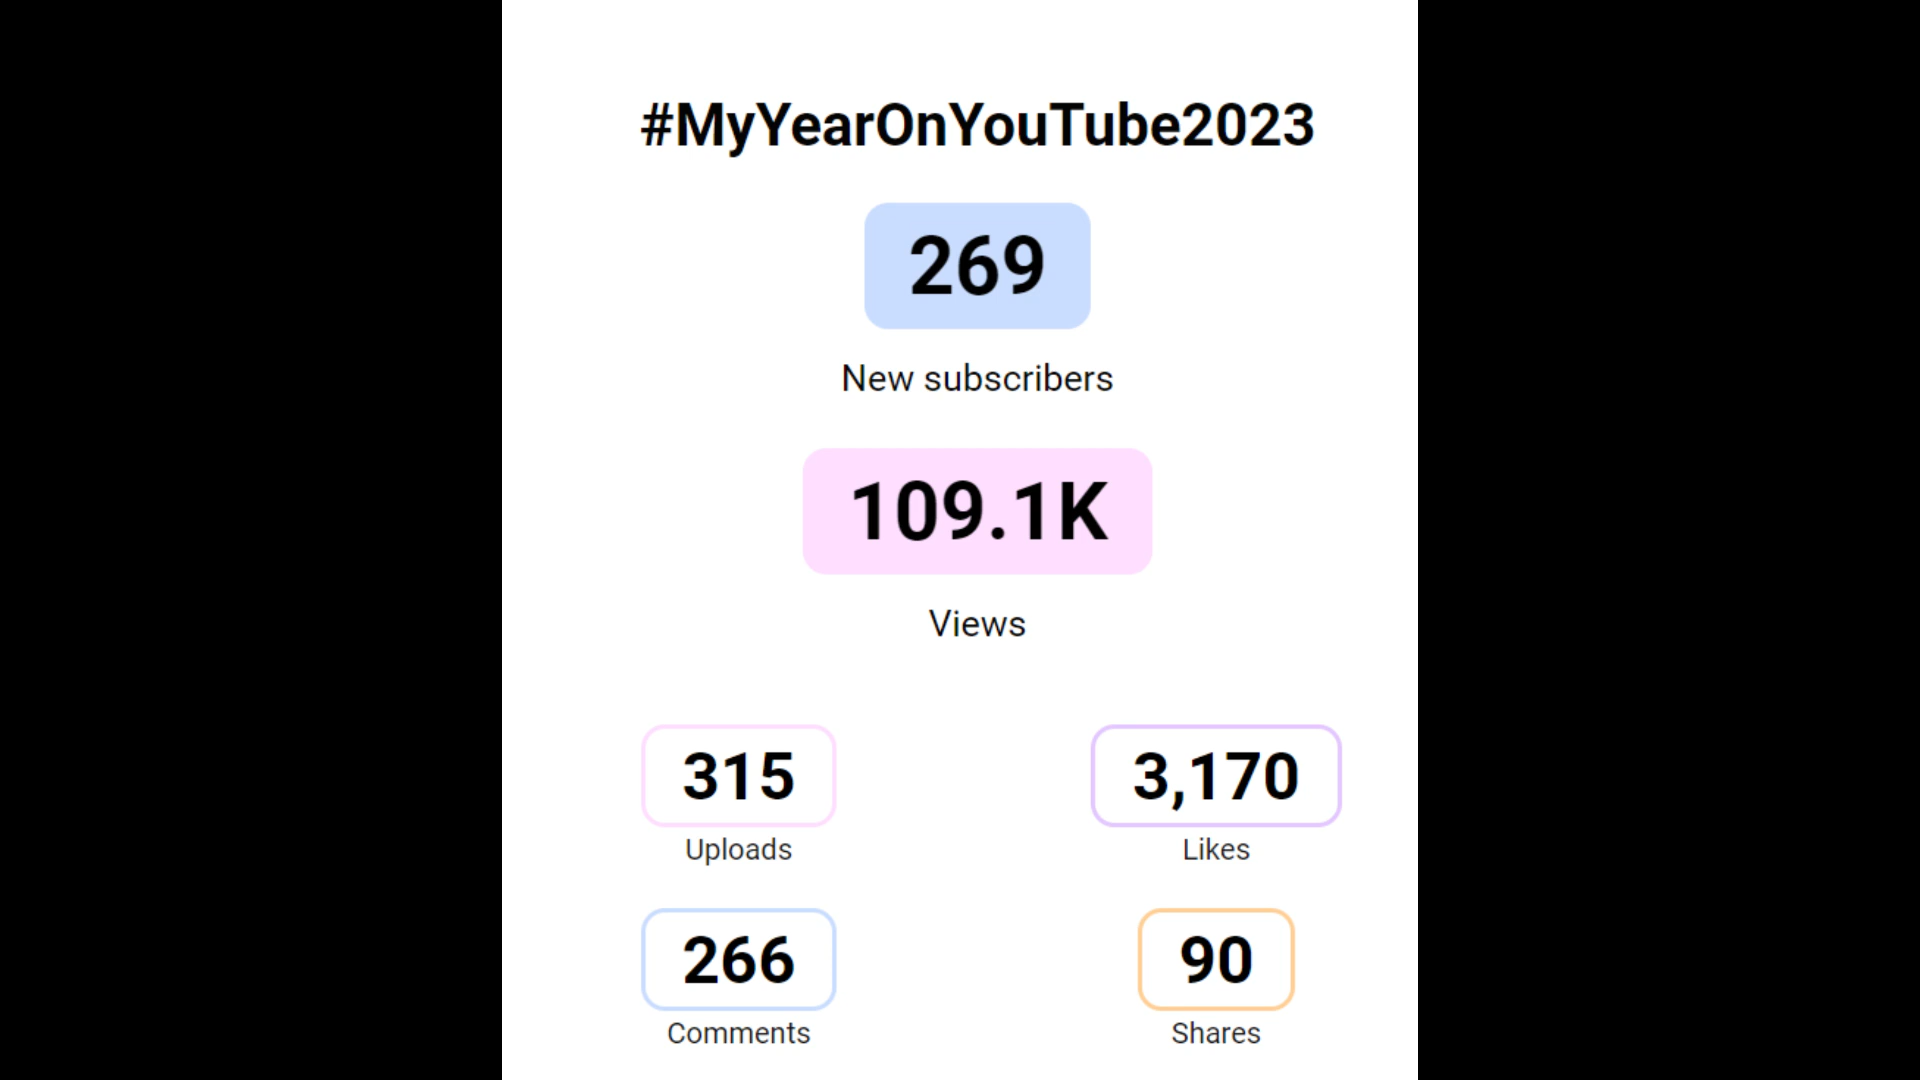 #MyYearOnYouTube2023
269
New subscribers
109.1K
Views
315
Uploads
3,170
Likes
266
Comments
90
Shares